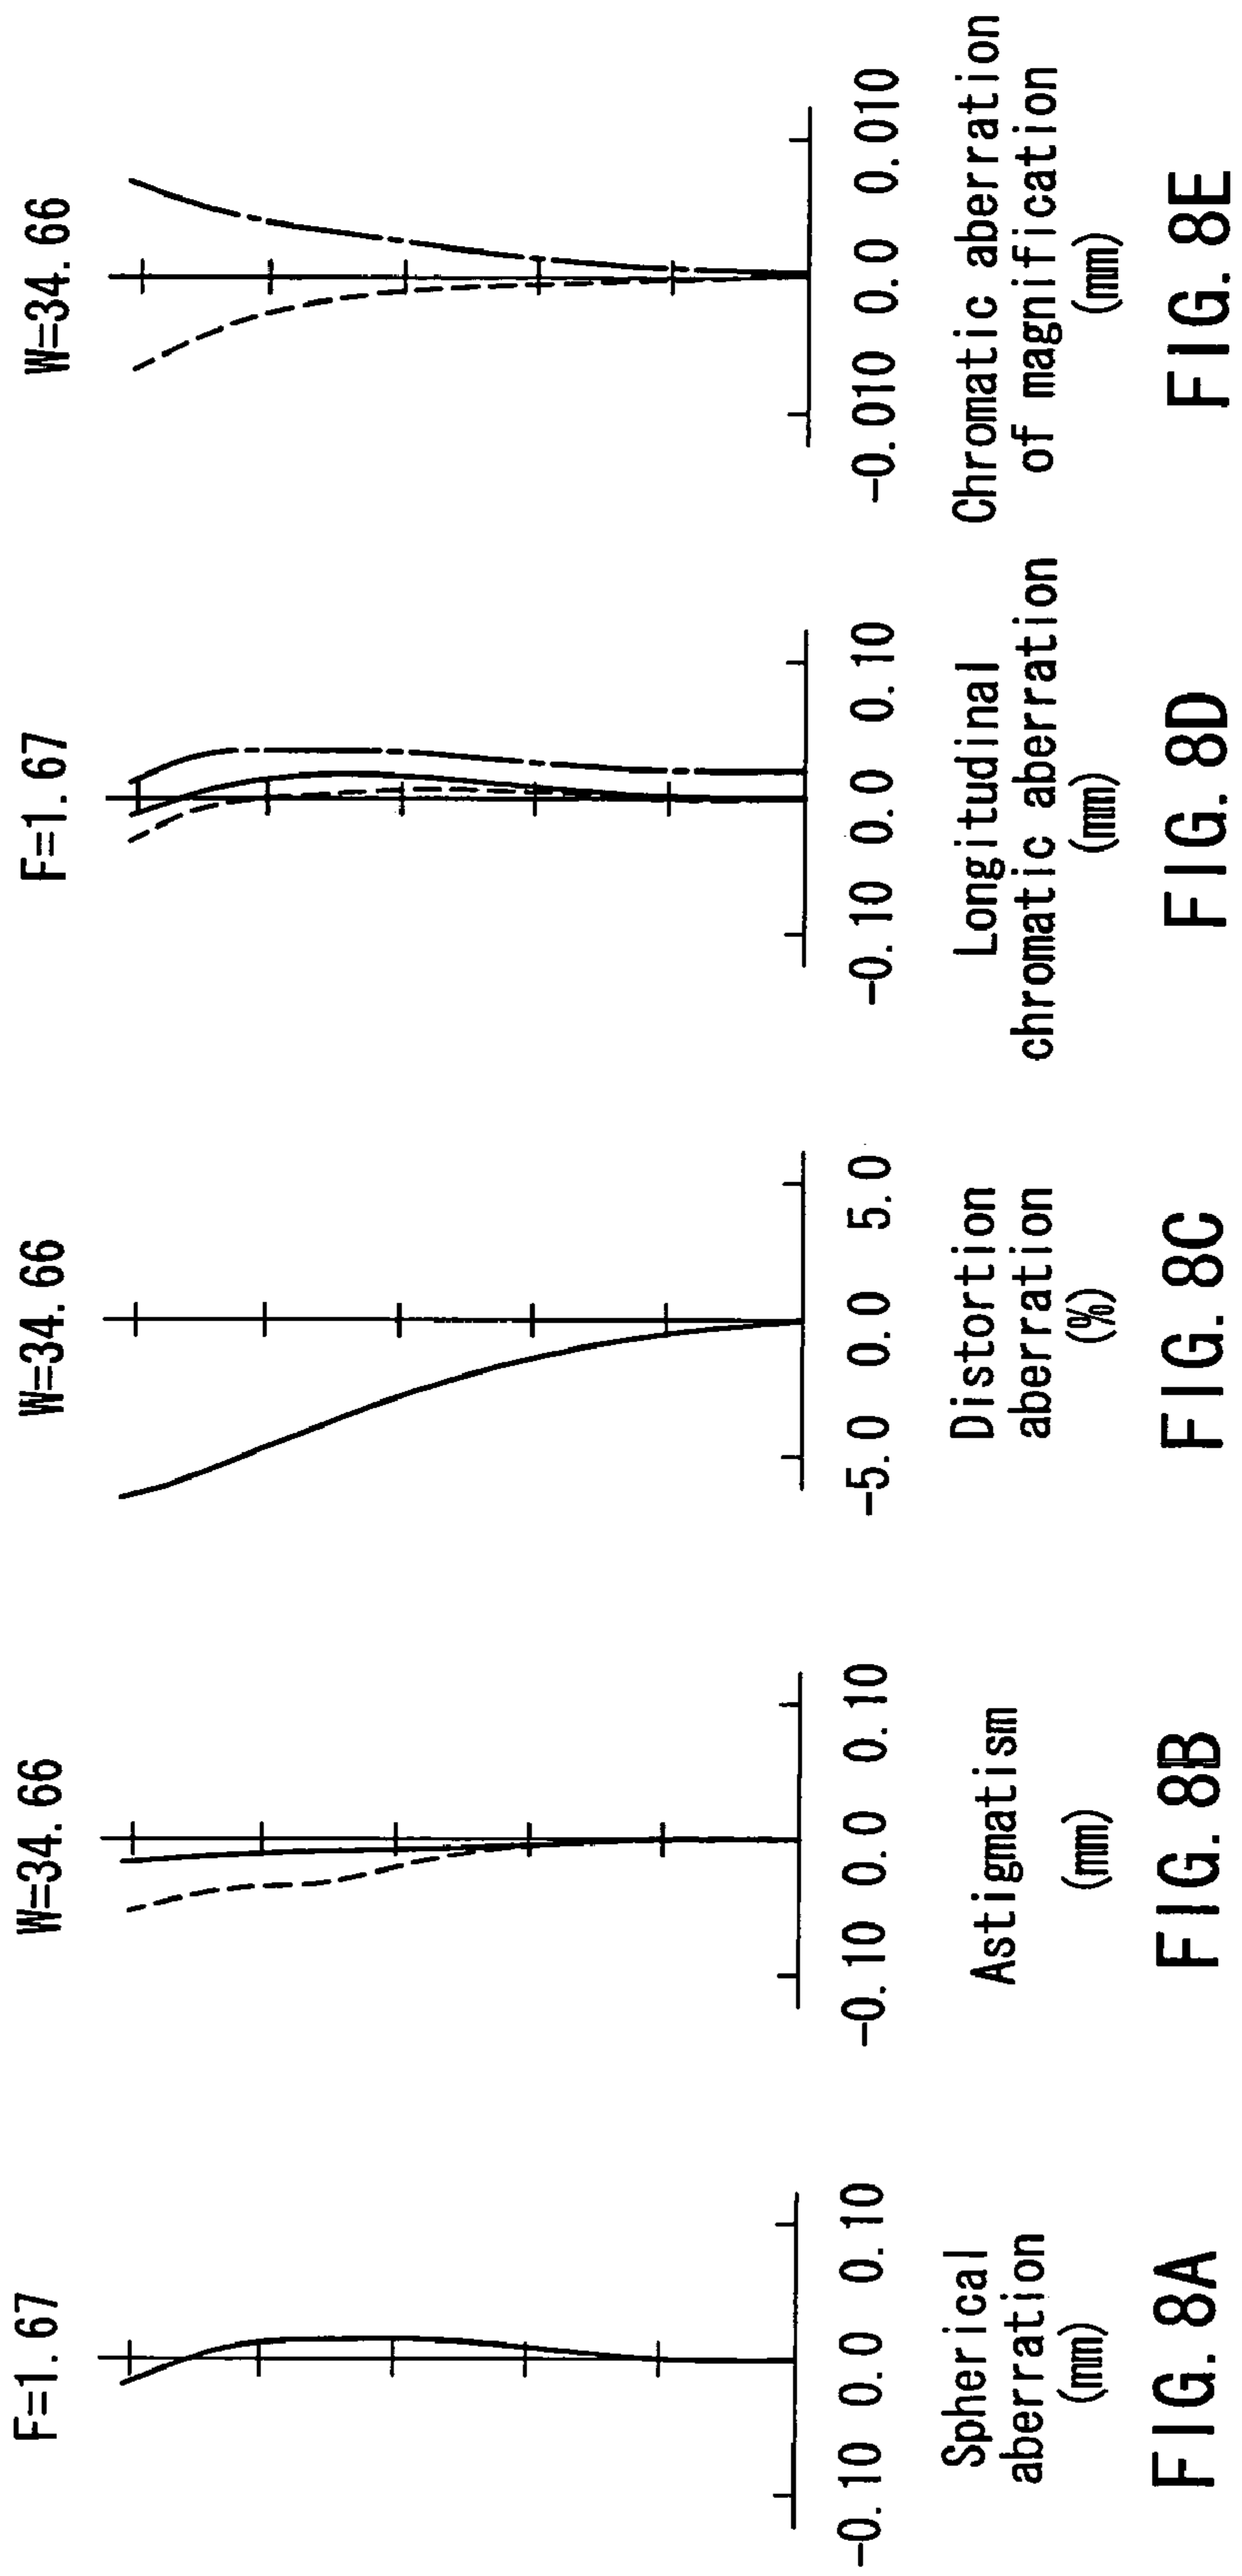 F=1.67
-0.10 0.0 0.10
Spherical
aberration
(mm)
FIG. 8A
W=34.66
-0.10 0.0 0.10
Astigmatism
(mm)
FIG. 8B
W=34.66
-5.0 0.0 5.0
Distortion
aberration
(%)
FIG. 8C
F=1.67
-0.10 0.0 0.10
Longitudinal
chromatic aberration
(mm)
FIG. 8D
W=34.66
-0.010 0.0 0.010
Chromatic aberration
of magnification
(mm)
FIG. 8E